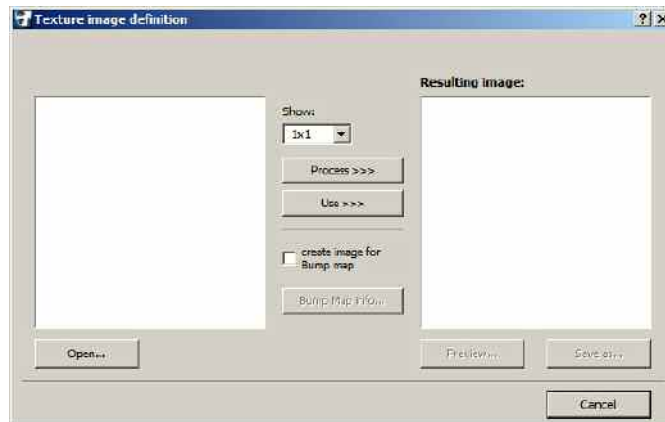 Texture image definition
Resulting image:
Show:
1x1
Process >>>
Use >>>
create image for
Bump map
Bump Map Info...
Open...
Preview...
Save as...
Cancel